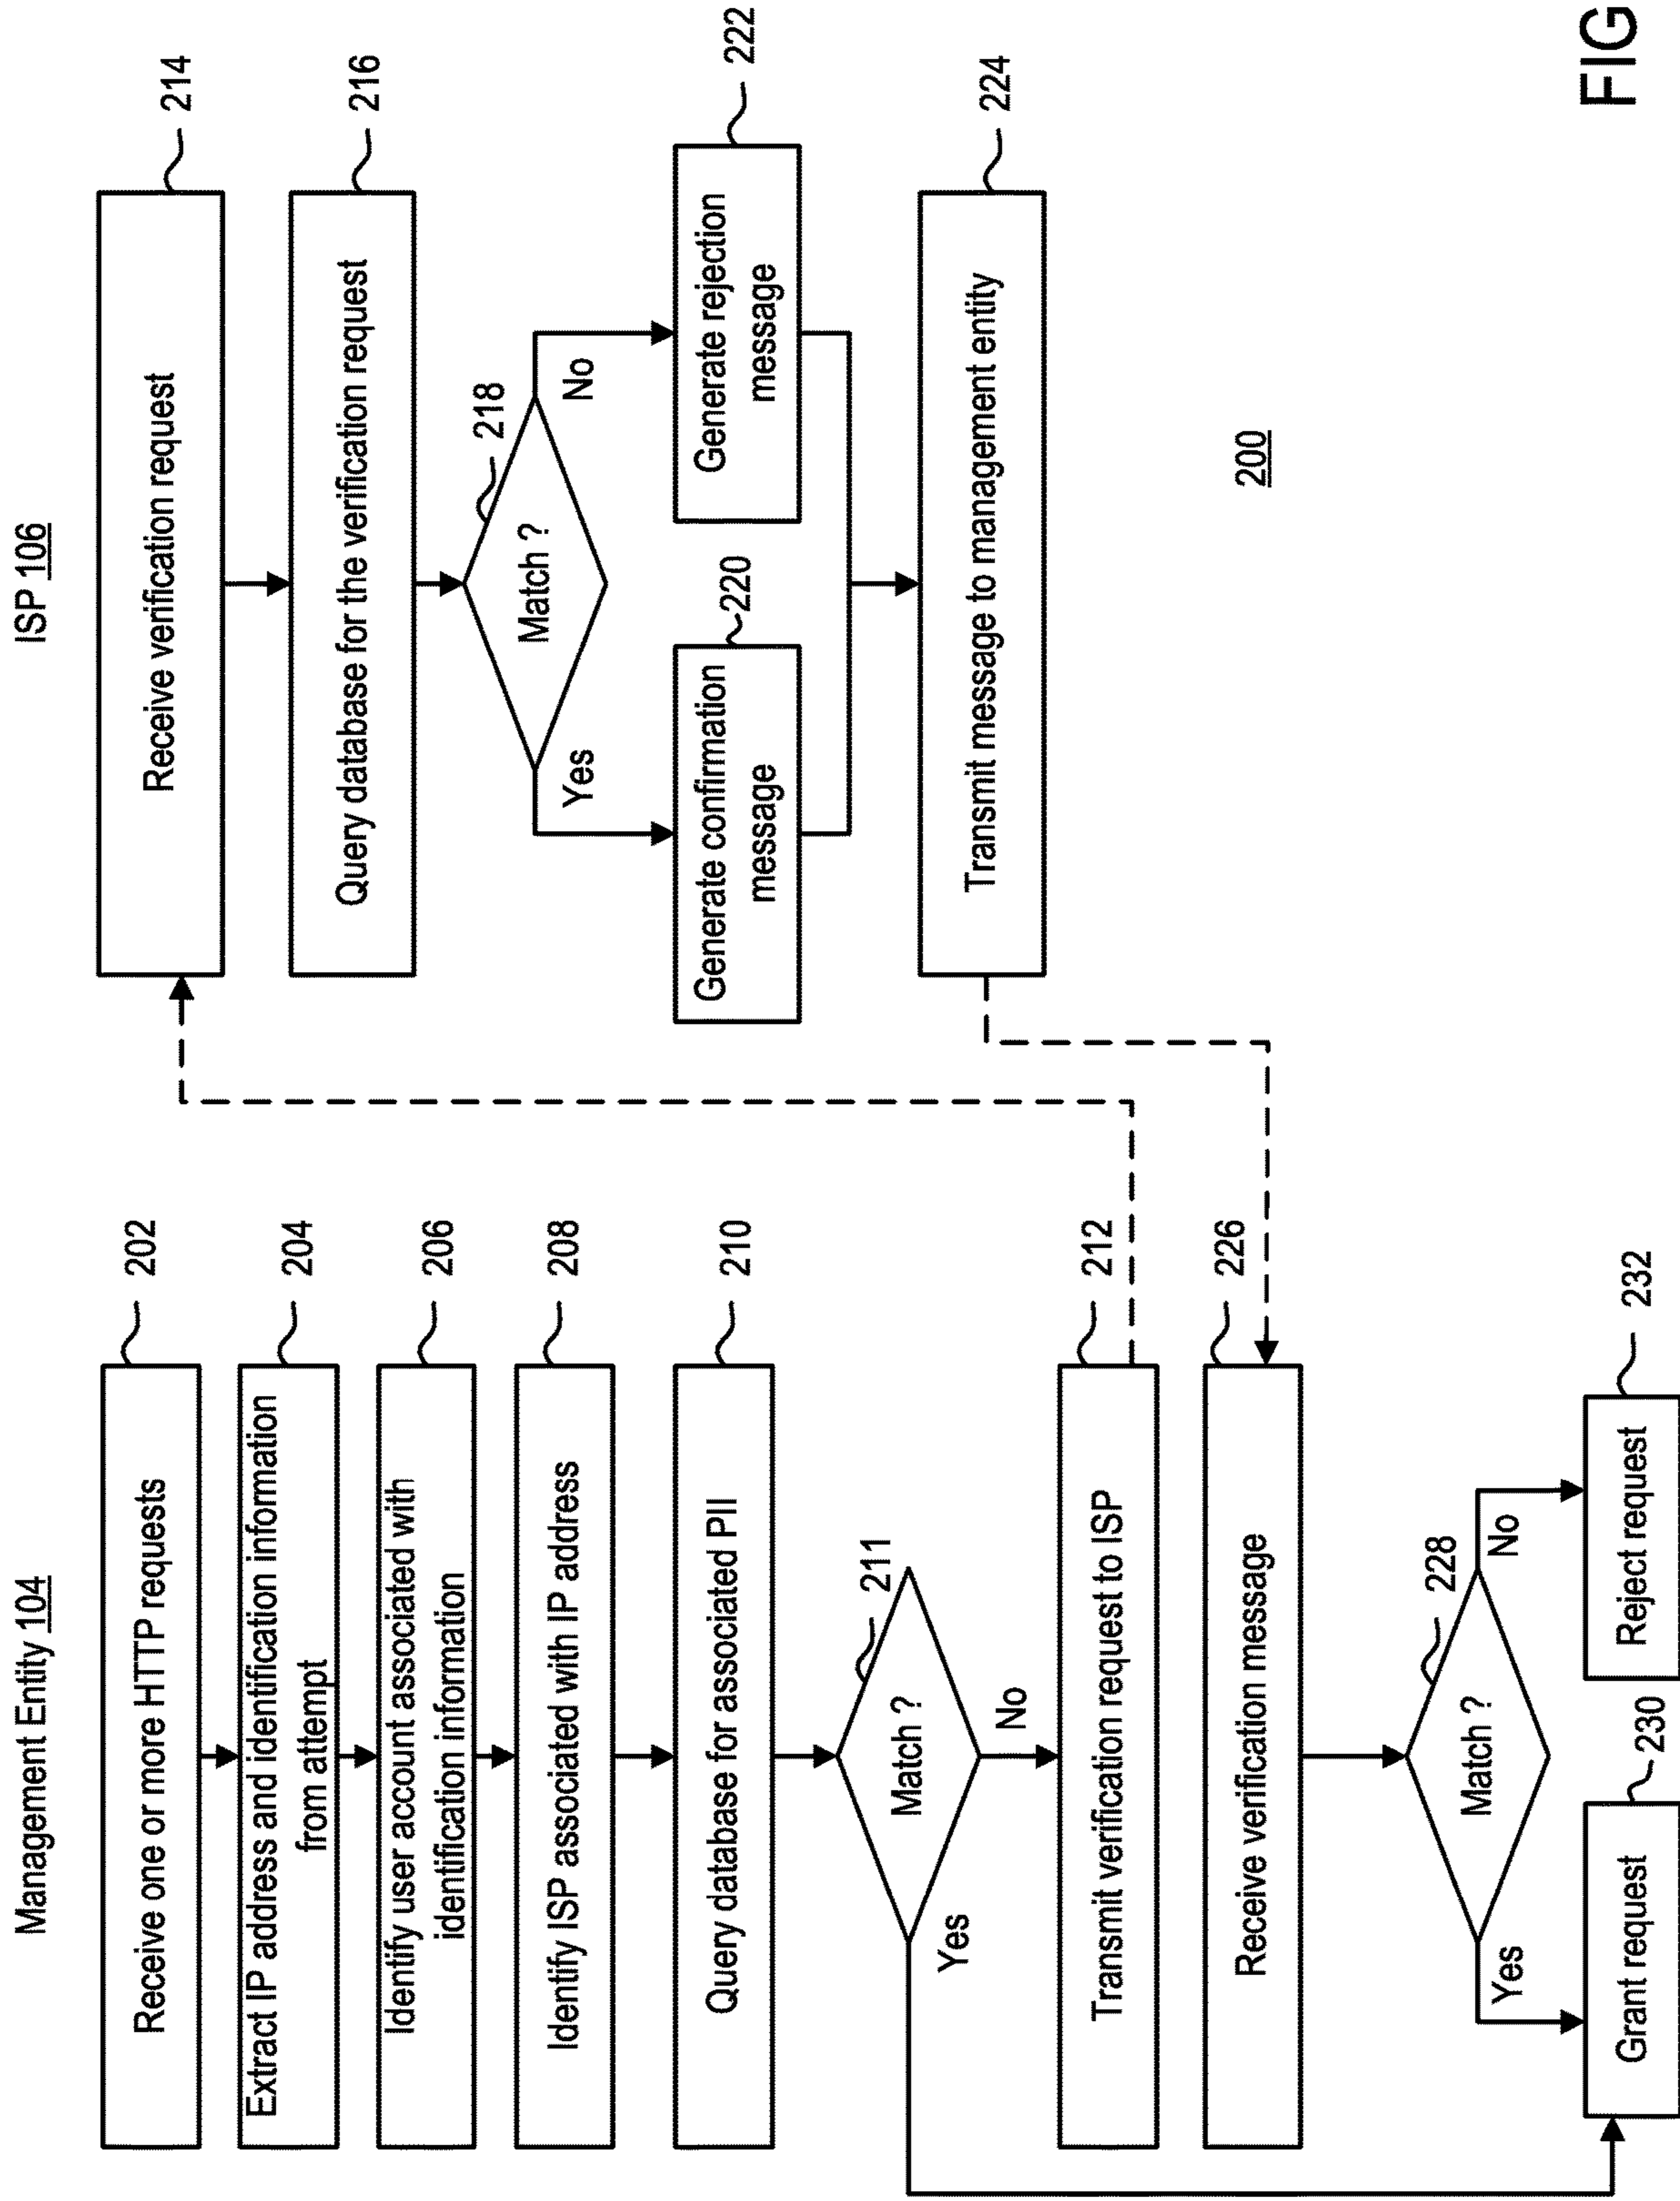 Management Entity 104
Receive one or more HTTP requests
202
Extract IP address and identification information
from attempt
204
Identify user account associated with
identification information
206
Identify ISP associated with IP address
208
Query database for associated PII
210
Match ?
211
Yes
No
Transmit verification request to ISP
212
Receive verification message
226
Match ?
228
Yes
No
Grant request
230
Reject request
232
ISP 106
Receive verification request
214
Query database for the verification request
216
Match ?
218
Yes
No
Generate confirmation
message
220
Generate rejection
message
222
Transmit message to management entity
224
200
FIG